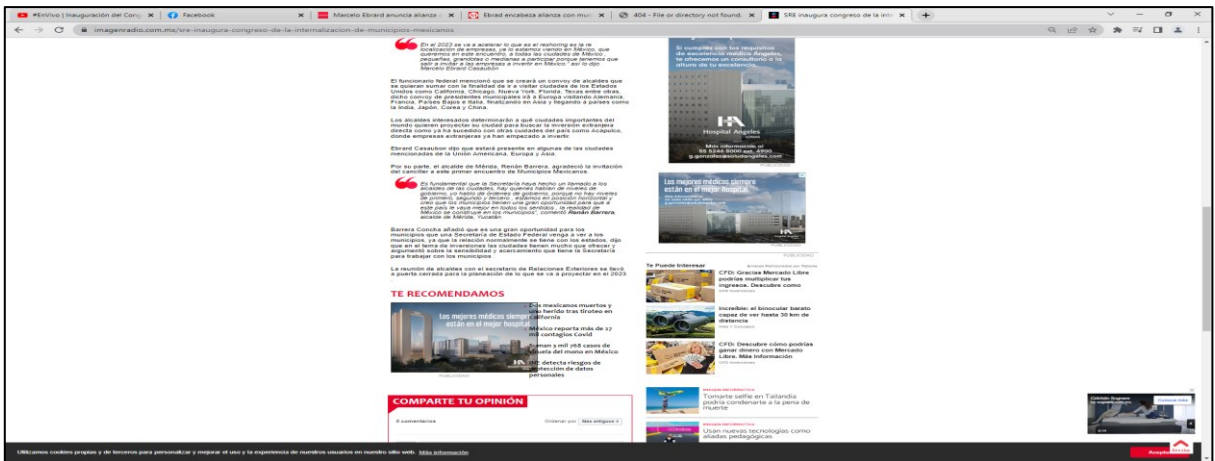 #EnVivo | Inauguración del Cong
Facebook
Marcelo Ebrard anuncia alianza c
Ebrad encabeza alianza con mun
404 - File or directory not found.
SRE inaugura congreso de la inte
imagenradio.com.mx/sre-inaugura-congreso-de-la-internalizacion-de-municipios-mexicanos
En el 2023 se va a acelerar lo que es el reshoring es la re
localización de empresas, ya lo estamos viendo en México, que
queremos en este encuentro, a todas las ciudades de México
pequeñas, grandotas o medianas a participar porque tenemos que
salir a invitar a las empresas a invertir en México." así lo dijo
Marcelo Ebrard Casaubón
El funcionario federal mencionó que se creará un convoy de alcaldes que
se quieran sumar con la finalidad de ir a visitar ciudades de los Estados
Unidos como California, Chicago, Nueva York, Florida, Texas entre otras,
dicho convoy de presidentes municipales irá a Europa visitando Alemania,
Francia, Países Bajos e Italia, finalizando en Asia y llegando a países como
la India, Japón, Corea y China.
Los alcaldes interesados determinarán a qué ciudades importantes del
mundo quieren proyectar su ciudad para buscar la inversión extranjera
directa como ya ha sucedido con otras cuidades del país como Acapulco,
donde empresas extranjeras ya han empezado a invertir.
Ebrard Casaubon dijo que estará presente en algunas de las ciudades
mencionadas de la Unión Americana, Europa y Asia.
Por su parte, el alcalde de Mérida, Renán Barrera, agradeció la invitación
del canciller a este primer encuentro de Municipios Mexicanos.
Es fundamental que la Secretaría haya hecho un llamado a los
alcaldes de las ciudades, hay quienes hablan de niveles de
gobierno, yo hablo de órdenes de gobierno, porque no hay niveles
de primero, segundo y tercero , estamos en posición horizontal y
creo que los municipios tienen una gran oportunidad para que a
este país le vaya mejor en todos los sentidos , la realidad de
México se construye en los municipios", comentó Renán Barrera,
alcalde de Mérida, Yucatán.
Barrera Concha añadió que es una gran oportunidad para los
municipios que una Secretaría de Estado Federal venga a ver a los
municipios, ya que la relación normalmente se tiene con los estados, dijo
que en el tema de inversiones las ciudades tienen mucho que ofrecer y
argumentó sobre la sensibilidad y acercamiento que tiene la Secretaría
para trabajar con los municipios.
La reunión de alcaldes con el secretario de Relaciones Exteriores se llevó
a puerta cerrada para la planeación de lo que se va a proyectar en el 2023
TE RECOMENDAMOS
Los mejores médicos siempre
están en el mejor hospital
PUBLICIDAD
Dos mexicanos muertos y
uno herido tras tiroteo en
California
México reporta más de 27
mil contagios Covid
Suman 3 mil 768 casos de
viruela del mono en México
INE detecta riesgos de
protección de datos
personales
COMPARTE TU OPINIÓN
0 comentarios
Ordenar por
Más antiguos
Si cumples con los requisitos
de excelencia médica Ángeles,
te ofrecemos un consultorio a la
altura de tu excelencia.
Hospital Angeles
Más información al
55 5246 5000 ext. 4900
g.gonzalez@saludangeles.com
PUBLICIDAD
Los mejores médicos siempre
están en el mejor hospital.
PUBLICIDAD
Te Puede Interesar
CFD: Gracias Mercado Libre
podrías multiplicar tus
ingresos. Descubre como
Increíble: el binocular barato
capaz de ver hasta 30 km de
distancia
CFD: Descubre cómo podrías
ganar dinero con Mercado
Libre. Más Información
Tomarte selfie en Tailandia
podría condenarte a la pena de
muerte
Usan nuevas tecnologías como
aliadas pedagógicas
Utilizamos cookies propias y de terceros para personalizar y mejorar el uso y la experiencia de nuestros usuarios en nuestro sitio web. Más información